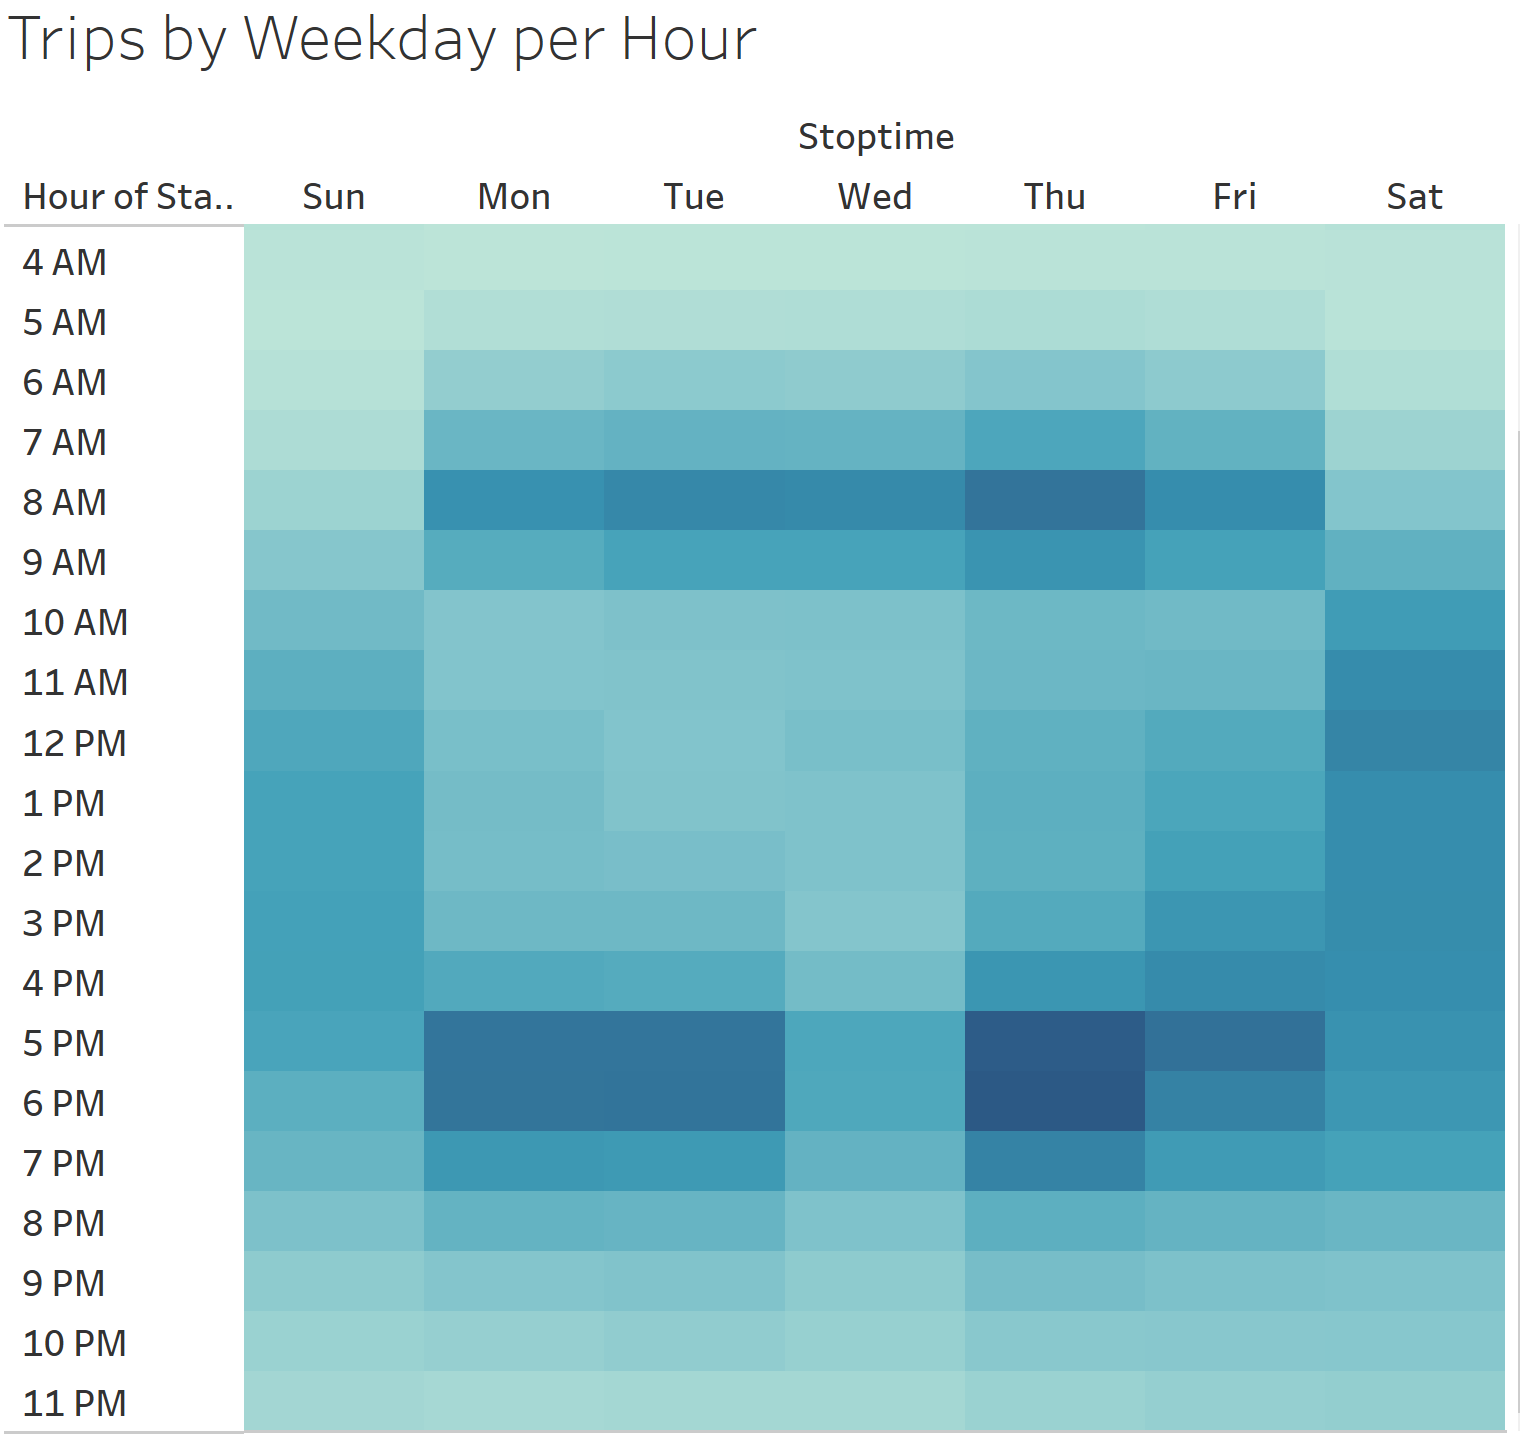 Trips by Weekday per Hour
Stoptime
Hour of Sta.. Sun Mon Tue Wed Thu Fri Sat
4 AM
5 AM
6 AM
7 AM
8 AM
9 AM
10 AM
11 AM
12 PM
1 PM
2 PM
3 PM
4 PM
5 PM
6 PM
7 PM
8 PM
9 PM
10 PM
11 PM